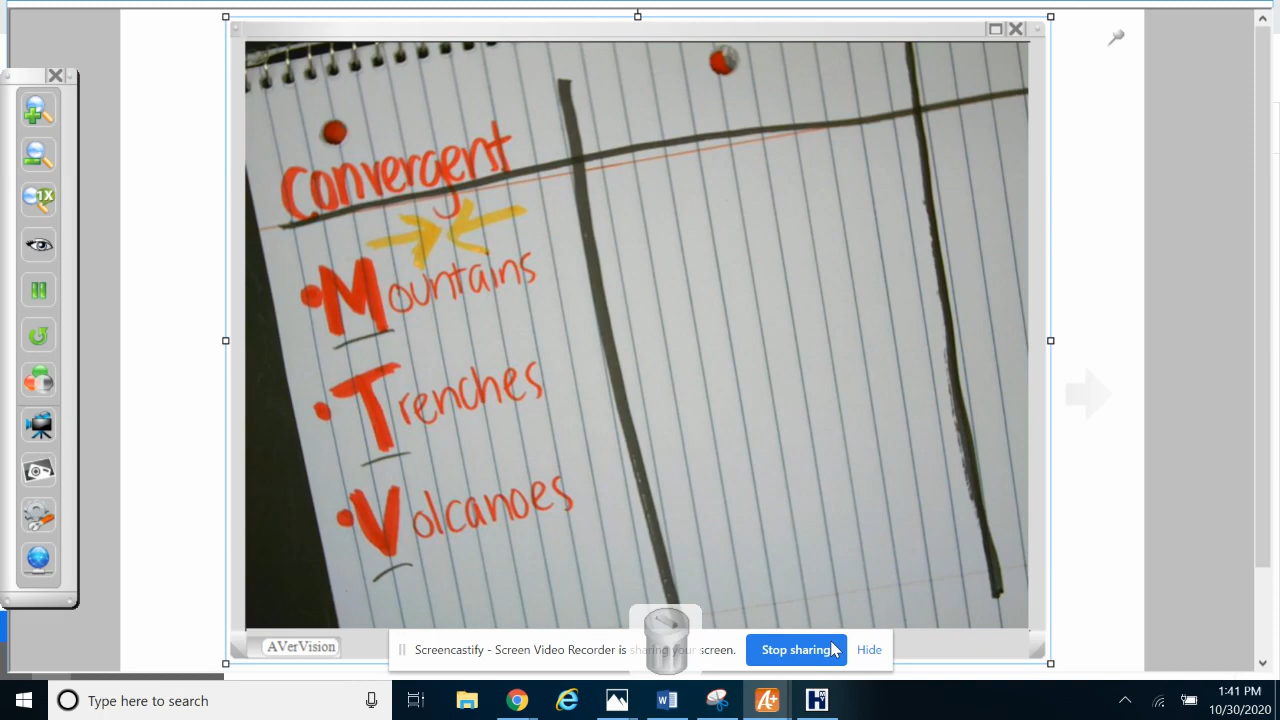 Convergent
•Mountains
•Trenches
•Volcanoes
1X
AVerVision
Screencastify - Screen Video Recorder is sharing your screen.
Stop sharing
Hide
Type here to search
1:41 PM
10/30/2020